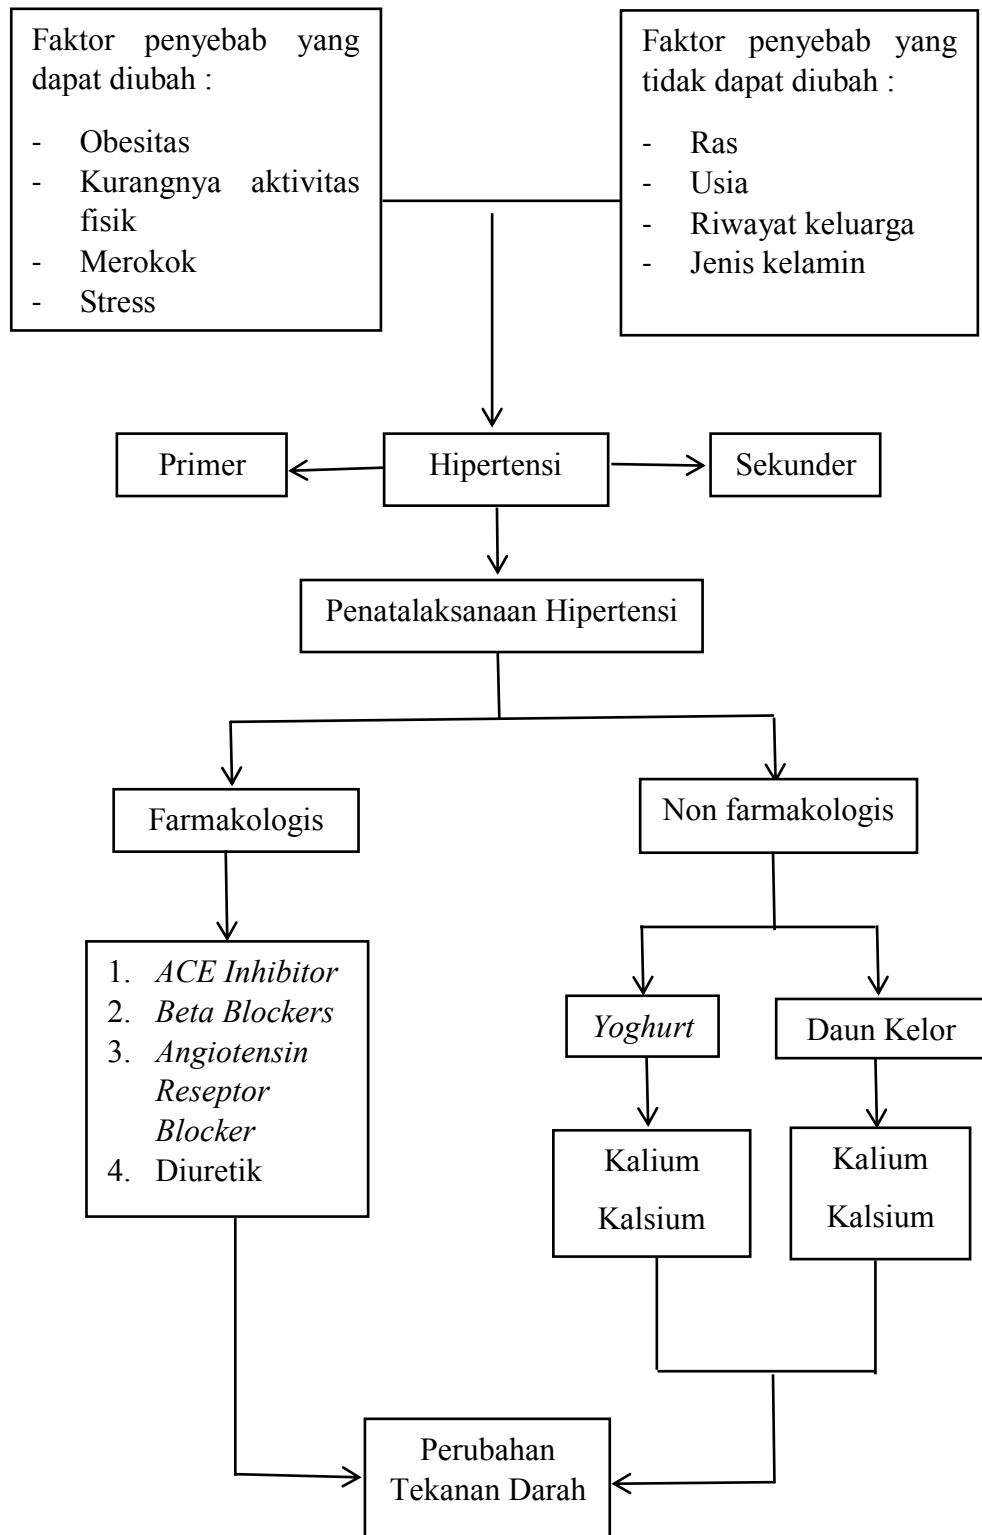 Faktor penyebab yang
dapat diubah :
- Obesitas
- Kurangnya aktivitas
fisik
- Merokok
- Stress
Faktor penyebab yang
tidak dapat diubah :
- Ras
- Usia
- Riwayat keluarga
- Jenis kelamin
Primer
Hipertensi
Sekunder
Penatalaksanaan Hipertensi
Farmakologis
Non farmakologis
1. ACE Inhibitor
2. Beta Blockers
3. Angiotensin
Reseptor
Blocker
4. Diuretik
Yoghurt
Daun Kelor
Kalium
Kalsium
Kalium
Kalsium
Perubahan
Tekanan Darah